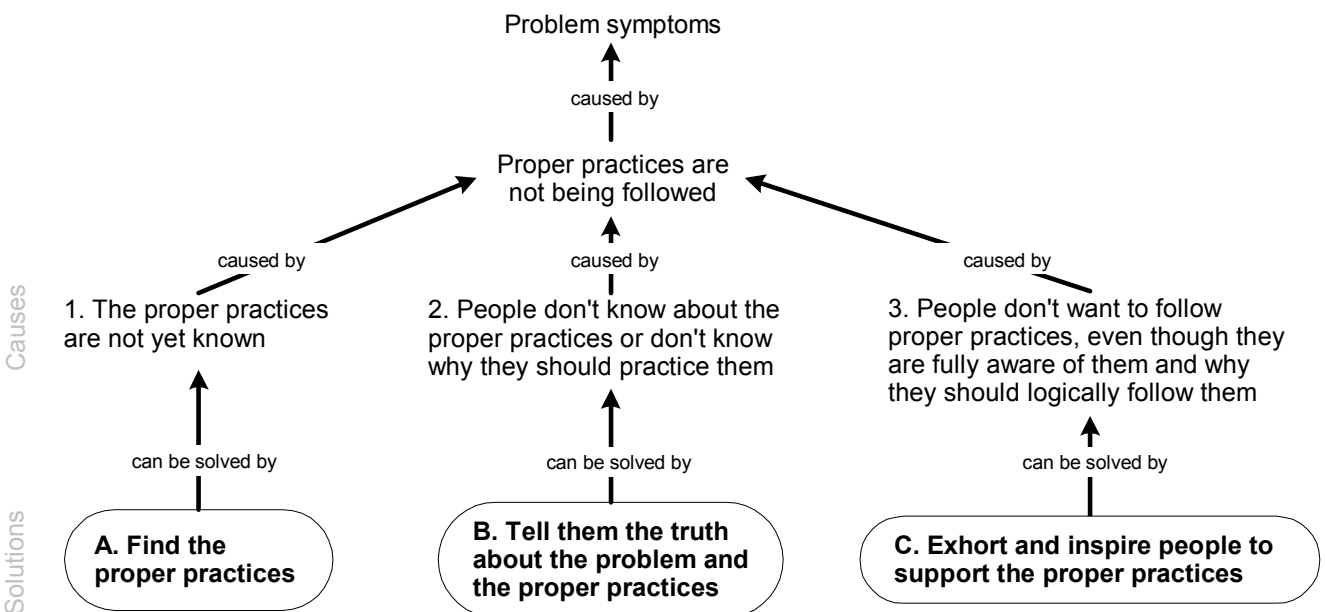 Problem symptoms
caused by
Proper practices are
not being followed
caused by
caused by
caused by
Causes
1. The proper practices
are not yet known
2. People don't know about the
proper practices or don't know
why they should practice them
3. People don't want to follow
proper practices, even though they
are fully aware of them and why
they should logically follow them
can be solved by
can be solved by
can be solved by
Solutions
A. Find the
proper practices
B. Tell them the truth
about the problem and
the proper practices
C. Exhort and inspire people to
support the proper practices